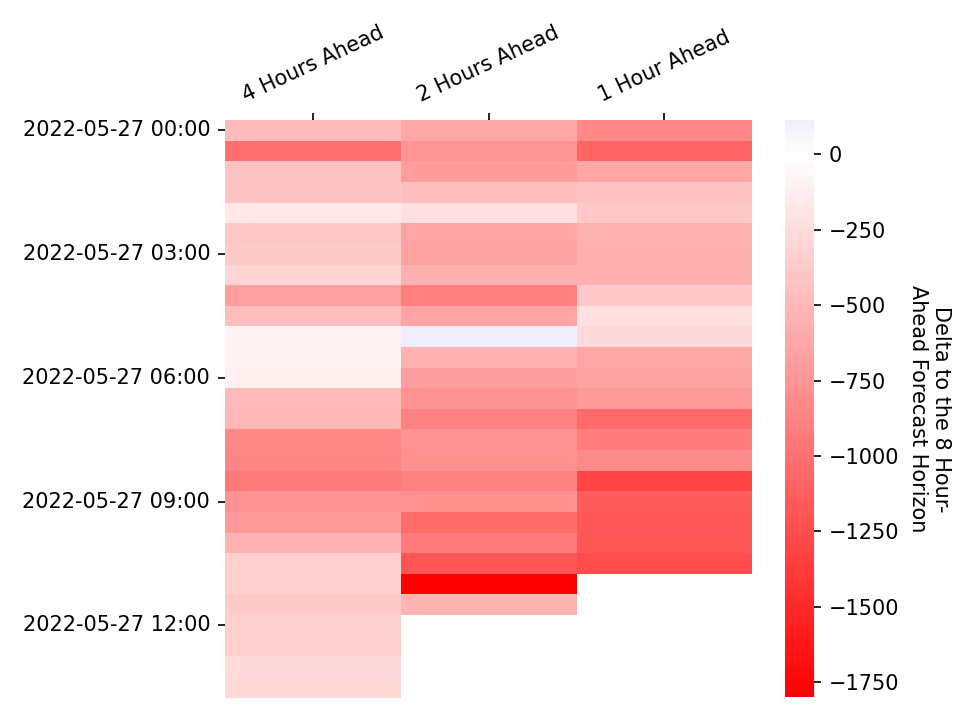 4 Hours Ahead
2 Hours Ahead
1 Hour Ahead
2022-05-27 00:00
2022-05-27 03:00
2022-05-27 06:00
2022-05-27 09:00
2022-05-27 12:00
0
−250
−500
−750
−1000
−1250
−1500
−1750
Delta to the 8 Hour-
Ahead Forecast Horizon